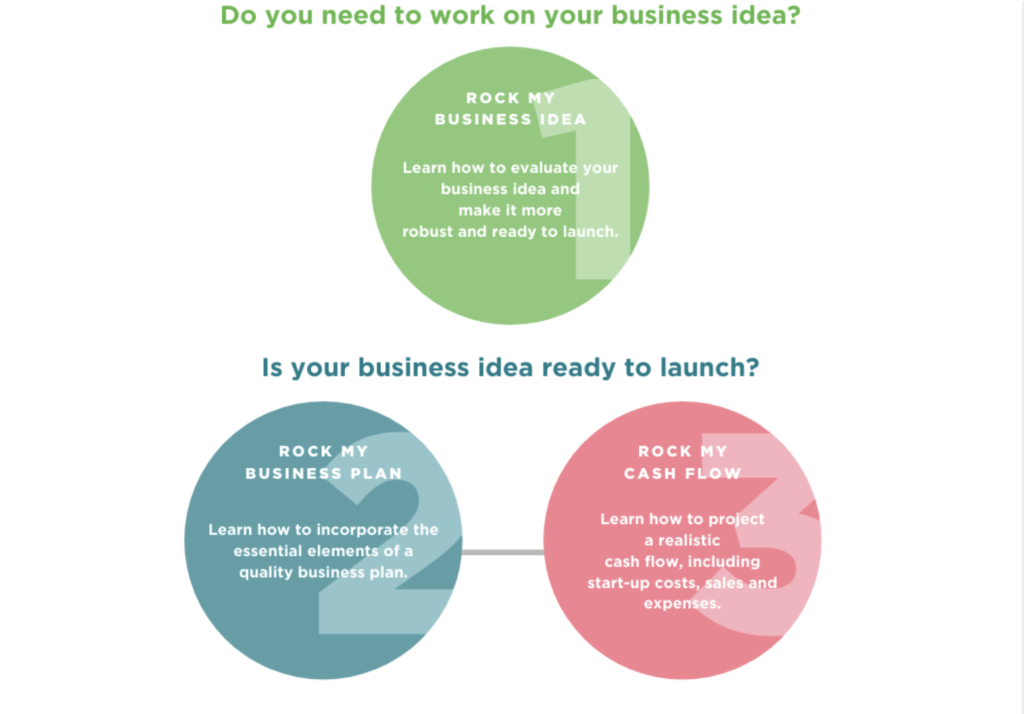 Do you need to work on your business idea?
1
ROCK MY
BUSINESS IDEA
Learn how to evaluate your
business idea and
make it more
robust and ready to launch.
Is your business idea ready to launch?
2
ROCK MY
BUSINESS PLAN
Learn how to incorporate the
essential elements of a
quality business plan.
3
ROCK MY
CASH FLOW
Learn how to project
a realistic
cash flow, including
start-up costs, sales and
expenses.